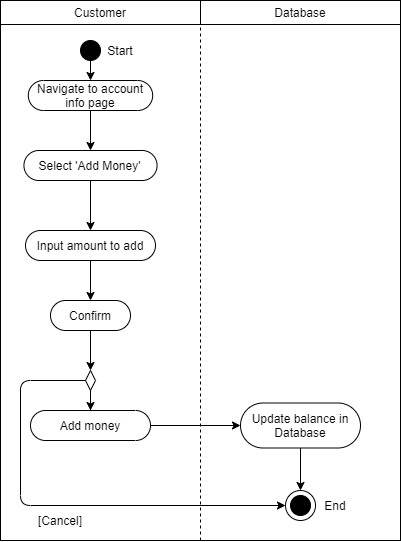 Customer
Database
Start
Navigate to account
info page
Select 'Add Money'
Input amount to add
Confirm
Add money
Update balance in
Database
End
[Cancel]